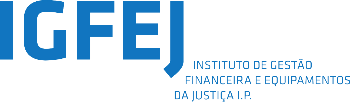 IGFEJ
INSTITUTO DE GESTÃO
FINANCEIRA E EQUIPAMENTOS
DA JUSTIÇA I.P.